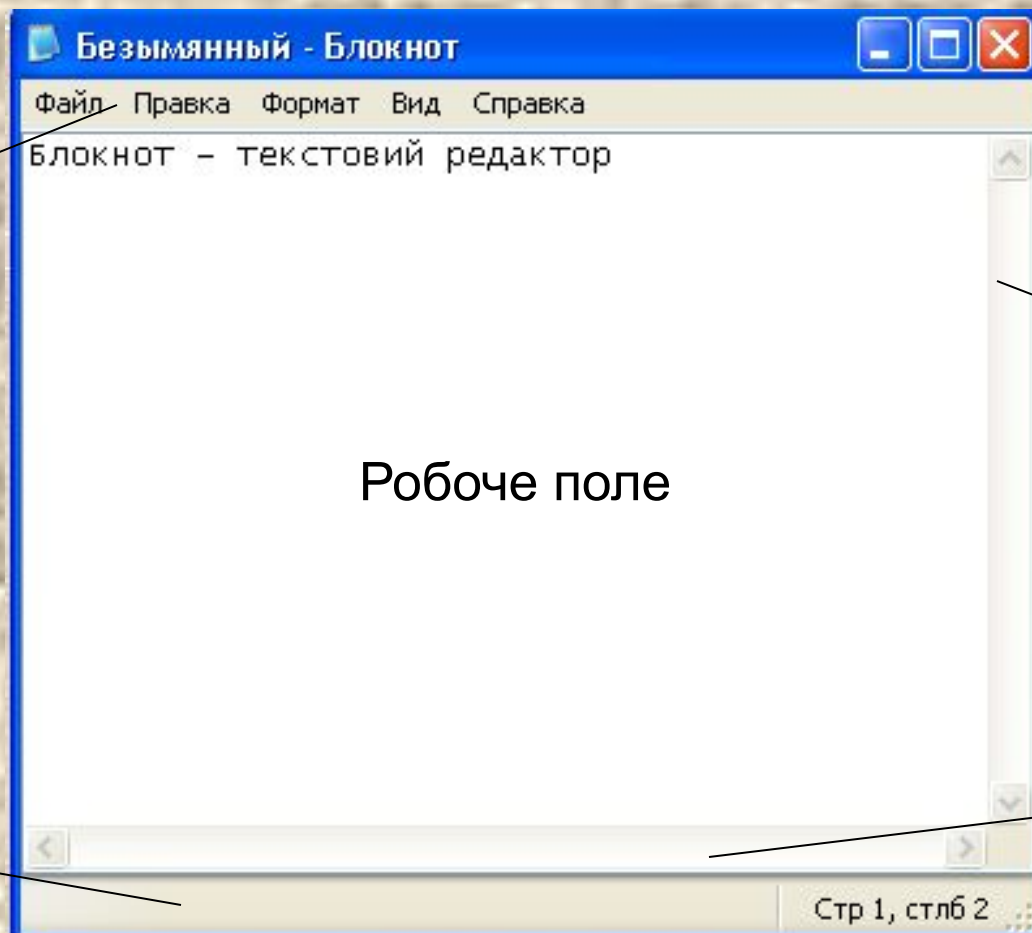 Безымянный - Блокнот
Файл Правка Формат Вид Справка
Блокнот - текстовий редактор
Робоче поле
Стр 1, стлб 2